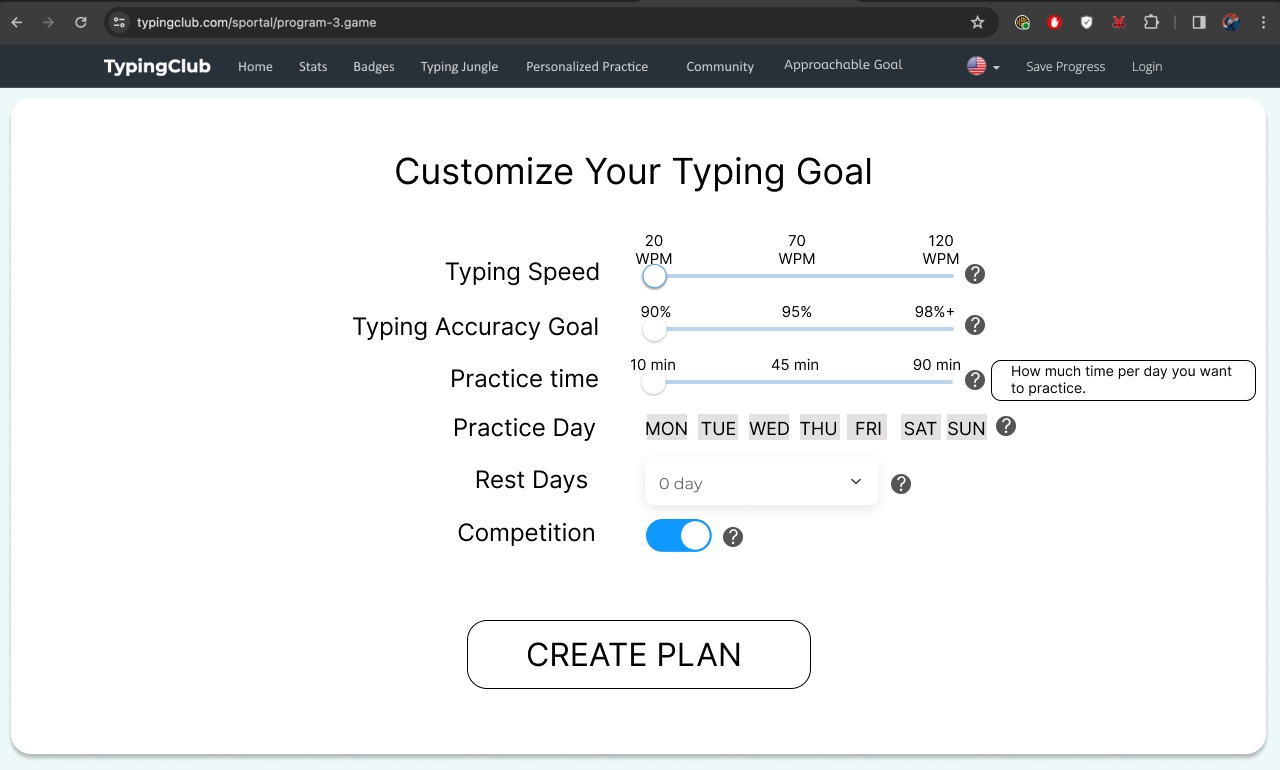 typingclub.com/sportal/program-3.game
TypingClub Home Stats Badges Typing Jungle Personalized Practice Community Approachable Goal Save Progress Login
Customize Your Typing Goal
20 WPM 70 WPM 120 WPM
Typing Speed ?
90% 95% 98%+
Typing Accuracy Goal ?
10 min 45 min 90 min
Practice time ?
How much time per day you want
to practice.
Practice Day MON TUE WED THU FRI SAT SUN ?
Rest Days 0 day ?
Competition ?
CREATE PLAN